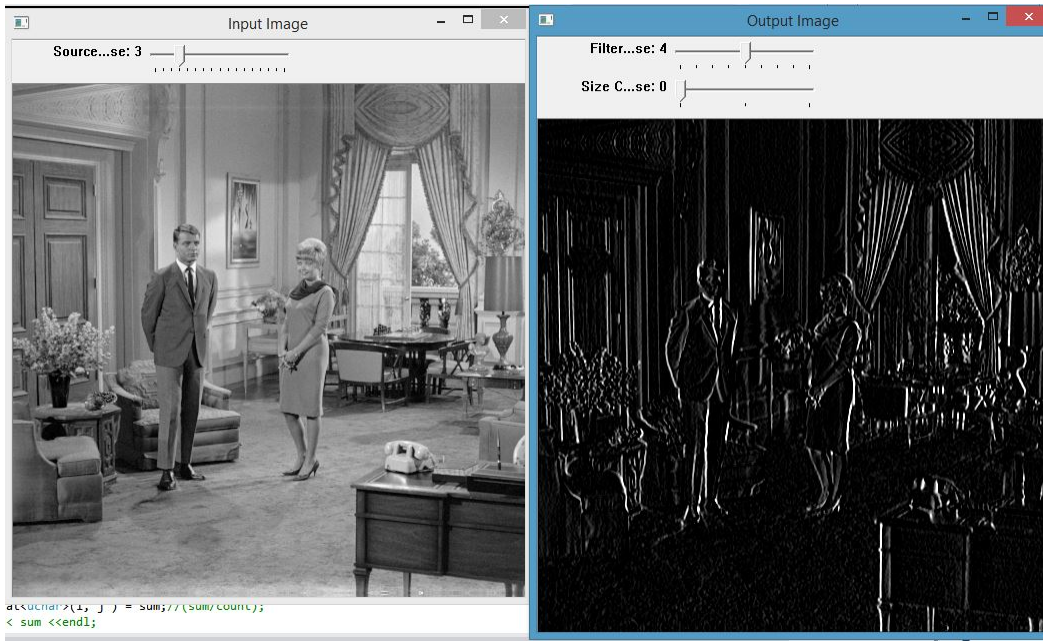 Input Image
Source...se: 3
Output Image
Filter...se: 4
Size C...se: 0
at<uchar>(i, j ) = sum;//(sum/count);
< sum <<endl;